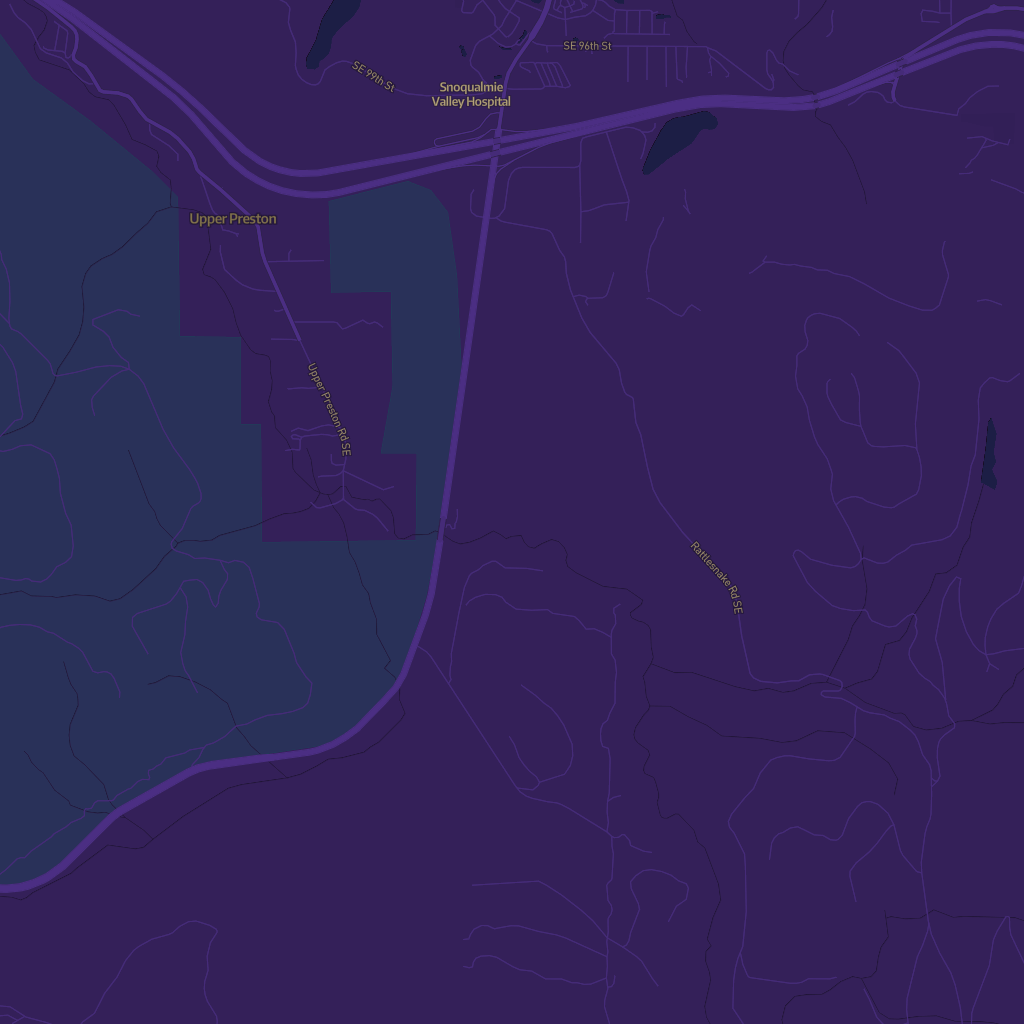 SE 96th St
SE 99th St
Snoqualmie
Valley Hospital
Upper Preston
Upper Preston Rd SE
Rattlesnake Rd SE